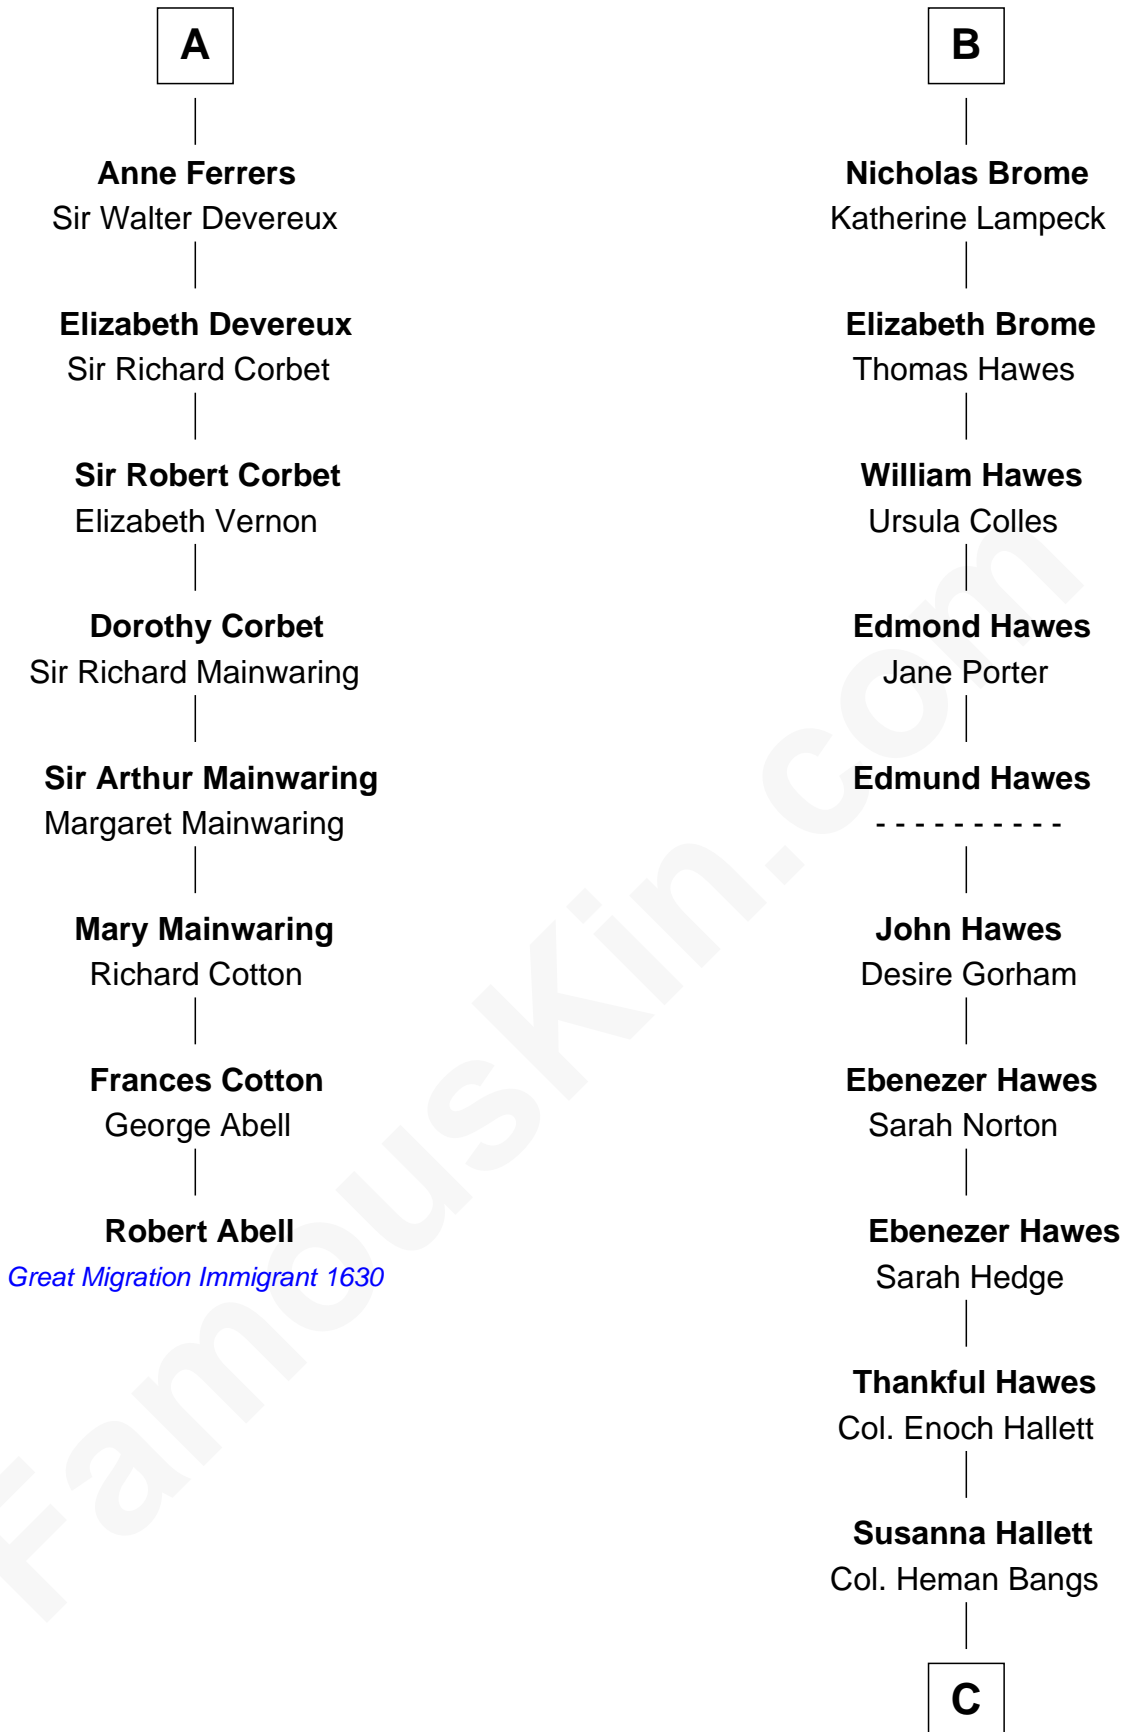 A
Anne Ferrers
Sir Walter Devereux
Elizabeth Devereux
Sir Richard Corbet
Sir Robert Corbet
Elizabeth Vernon
Dorothy Corbet
Sir Richard Mainwaring
Sir Arthur Mainwaring
Margaret Mainwaring
Mary Mainwaring
Richard Cotton
Frances Cotton
George Abell
Robert Abell
Great Migration Immigrant 1630
B
Nicholas Brome
Katherine Lampeck
Elizabeth Brome
Thomas Hawes
William Hawes
Ursula Colles
Edmond Hawes
Jane Porter
Edmund Hawes
- - - - - - - - - -
John Hawes
Desire Gorham
Ebenezer Hawes
Sarah Norton
Ebenezer Hawes
Sarah Hedge
Thankful Hawes
Col. Enoch Hallett
Susanna Hallett
Col. Heman Bangs
C
FamousKin.com